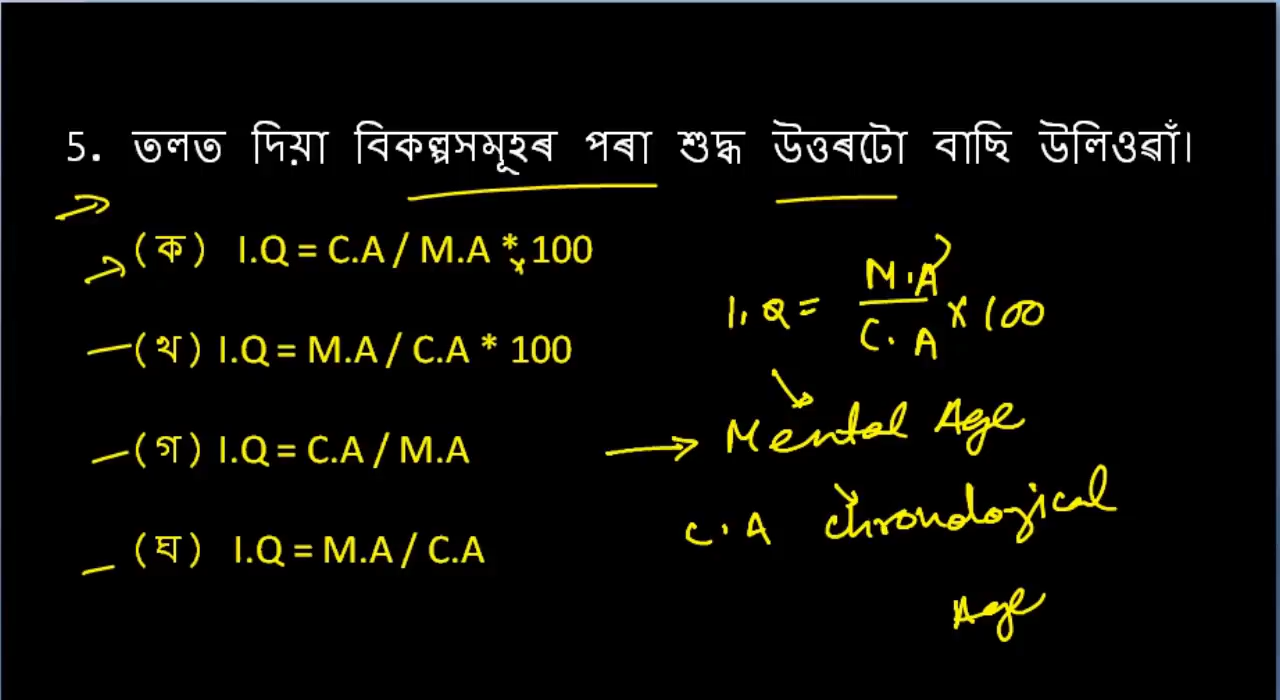 5. তলত দিয়া বিকল্পসমূহৰ পৰা শুদ্ধ উত্তৰটো বাছি উলিওৱাঁ।
(ক) I.Q = C.A / M.A * 100
(খ) I.Q = M.A / C.A * 100
(গ) I.Q = C.A / M.A
(ঘ) I.Q = M.A / C.A
I.Q = M.A / C.A × 100
Mental Age
C.A Chronological
Age